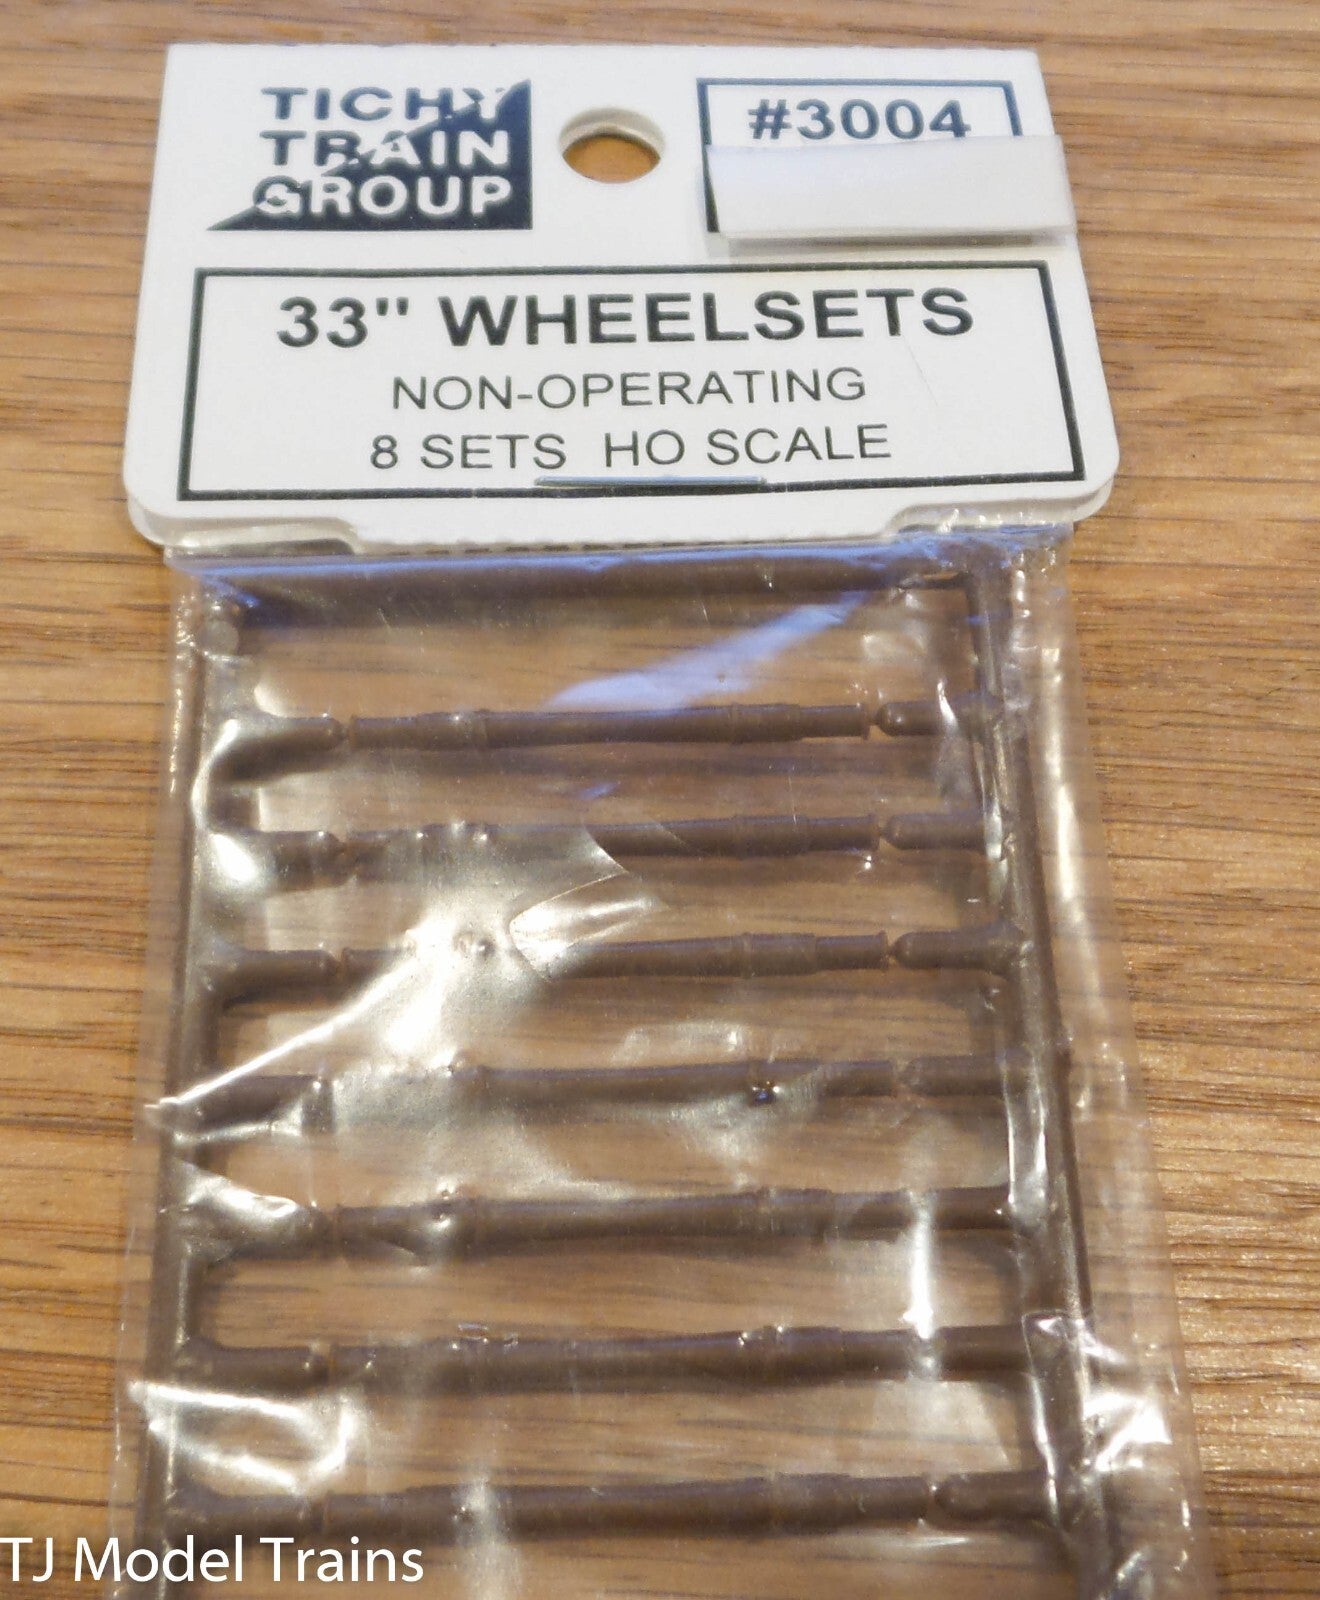 TICHY
TRAIN
GROUP
#3004
33" WHEELSETS
NON-OPERATING
8 SETS HO SCALE
TJ Model Trains